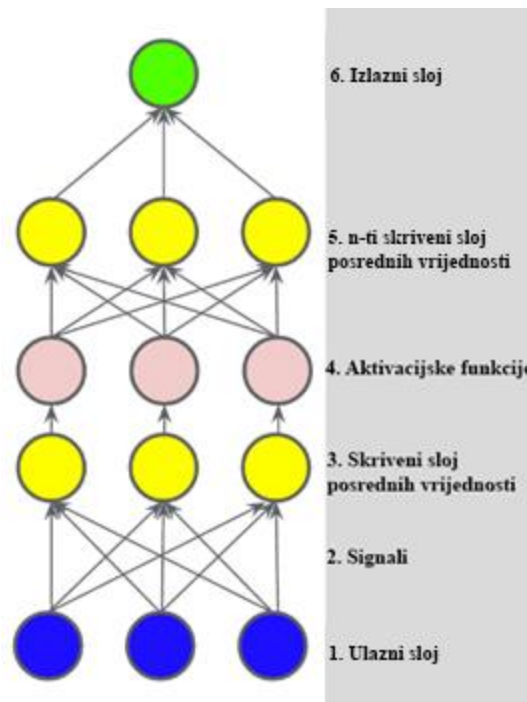 6. Izlazni sloj
5. n-ti skriveni sloj
posrednih vrijednosti
4. Aktivacijske funkcije
3. Skriveni sloj
posrednih vrijednosti
2. Signali
1. Ulazni sloj